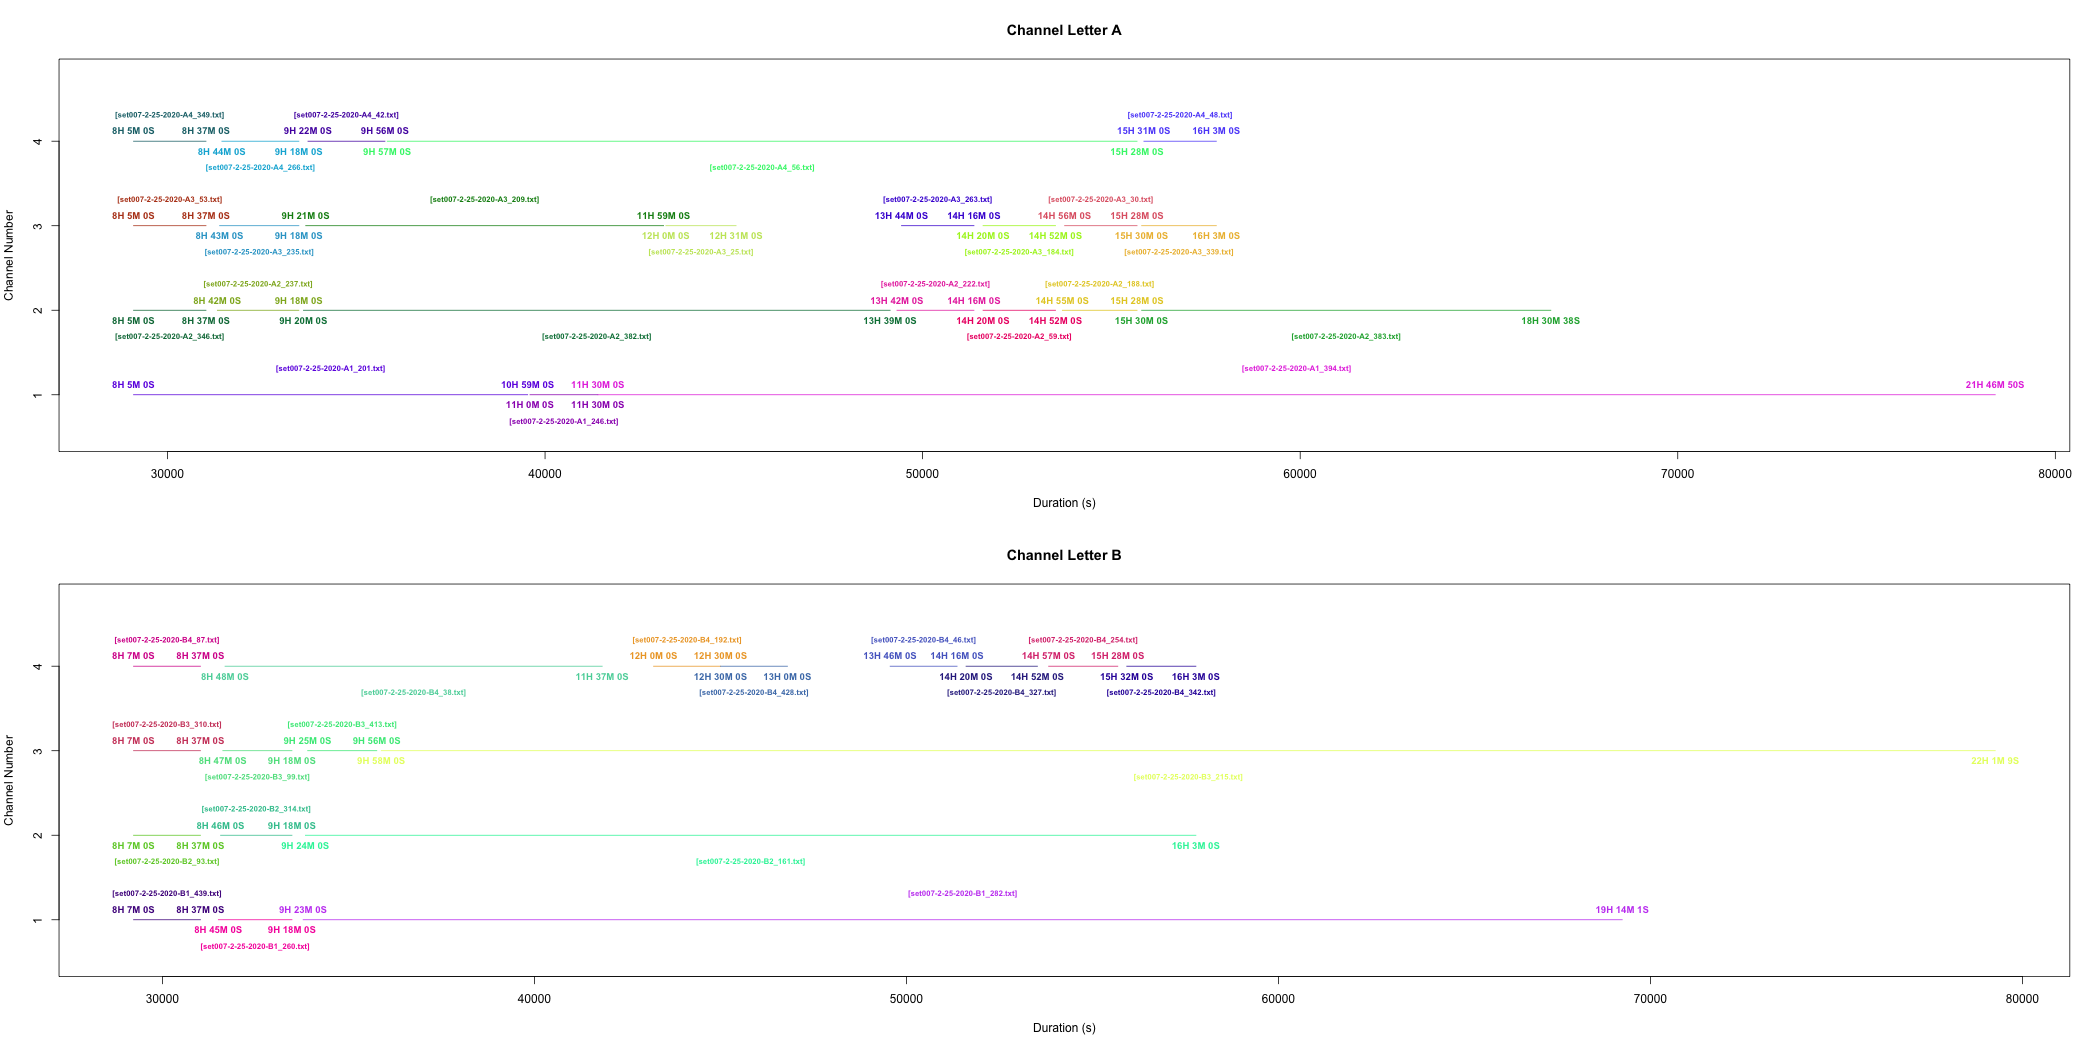 Channel Letter A
[set007-2-25-2020-A4_349.txt] [set007-2-25-2020-A4_42.txt] [set007-2-25-2020-A4_48.txt]
8H 5M 0S 8H 37M 0S 9H 22M 0S 9H 56M 0S 15H 31M 0S 16H 3M 0S
4
8H 44M 0S 9H 18M 0S 9H 57M 0S 15H 28M 0S
[set007-2-25-2020-A4_266.txt] [set007-2-25-2020-A4_56.txt]
[set007-2-25-2020-A3_53.txt] [set007-2-25-2020-A3_209.txt] [set007-2-25-2020-A3_263.txt] [set007-2-25-2020-A3_30.txt]
8H 5M 0S 8H 37M 0S 9H 21M 0S 11H 59M 0S 13H 44M 0S 14H 16M 0S 14H 56M 0S 15H 28M 0S
3
8H 43M 0S 9H 18M 0S 12H 0M 0S 12H 31M 0S 14H 20M 0S 14H 52M 0S 15H 30M 0S 16H 3M 0S
[set007-2-25-2020-A3_235.txt] [set007-2-25-2020-A3_25.txt] [set007-2-25-2020-A3_184.txt] [set007-2-25-2020-A3_339.txt]
[set007-2-25-2020-A2_237.txt] [set007-2-25-2020-A2_222.txt] [set007-2-25-2020-A2_188.txt]
8H 42M 0S 9H 18M 0S 13H 42M 0S 14H 16M 0S 14H 55M 0S 15H 28M 0S
2
8H 5M 0S 8H 37M 0S 9H 20M 0S 13H 39M 0S 14H 20M 0S 14H 52M 0S 15H 30M 0S 18H 30M 38S
[set007-2-25-2020-A2_346.txt] [set007-2-25-2020-A2_382.txt] [set007-2-25-2020-A2_59.txt] [set007-2-25-2020-A2_383.txt]
[set007-2-25-2020-A1_201.txt] [set007-2-25-2020-A1_394.txt]
8H 5M 0S 10H 59M 0S 11H 30M 0S 21H 46M 50S
1
11H 0M 0S 11H 30M 0S
[set007-2-25-2020-A1_246.txt]
Channel Number
30000 40000 50000 60000 70000 80000
Duration (s)
Channel Letter B
[set007-2-25-2020-B4_87.txt] [set007-2-25-2020-B4_192.txt] [set007-2-25-2020-B4_46.txt] [set007-2-25-2020-B4_254.txt]
8H 7M 0S 8H 37M 0S 12H 0M 0S 12H 30M 0S 13H 46M 0S 14H 16M 0S 14H 57M 0S 15H 28M 0S
4
8H 48M 0S 11H 37M 0S 12H 30M 0S 13H 0M 0S 14H 20M 0S 14H 52M 0S 15H 32M 0S 16H 3M 0S
[set007-2-25-2020-B4_38.txt] [set007-2-25-2020-B4_428.txt] [set007-2-25-2020-B4_327.txt] [set007-2-25-2020-B4_342.txt]
[set007-2-25-2020-B3_310.txt] [set007-2-25-2020-B3_413.txt]
8H 7M 0S 8H 37M 0S 9H 25M 0S 9H 56M 0S
3
8H 47M 0S 9H 18M 0S 9H 58M 0S 22H 1M 9S
[set007-2-25-2020-B3_99.txt] [set007-2-25-2020-B3_215.txt]
[set007-2-25-2020-B2_314.txt]
8H 46M 0S 9H 18M 0S
2
8H 7M 0S 8H 37M 0S 9H 24M 0S 16H 3M 0S
[set007-2-25-2020-B2_93.txt] [set007-2-25-2020-B2_161.txt]
[set007-2-25-2020-B1_439.txt] [set007-2-25-2020-B1_282.txt]
8H 7M 0S 8H 37M 0S 9H 23M 0S 19H 14M 1S
1
8H 45M 0S 9H 18M 0S
[set007-2-25-2020-B1_260.txt]
Channel Number
30000 40000 50000 60000 70000 80000
Duration (s)